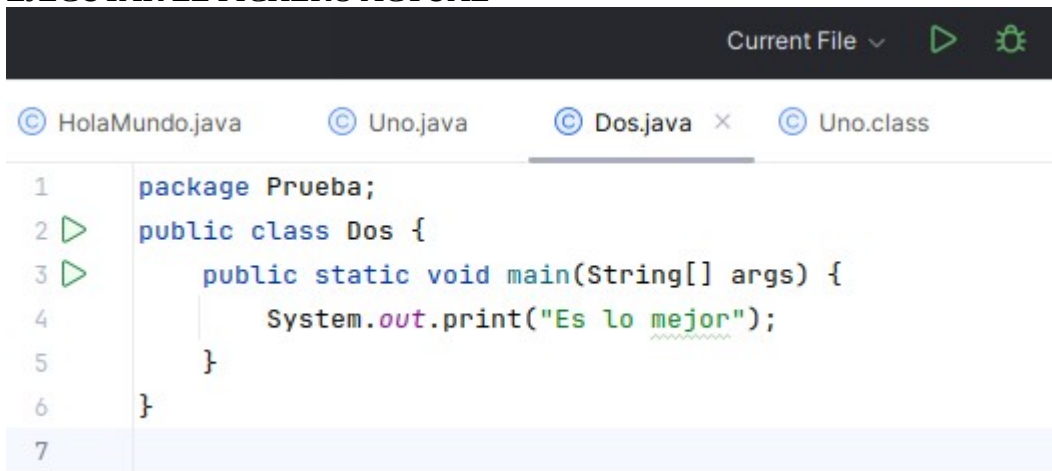 Current File
HolaMundo.java Uno.java Dos.java × Uno.class
1 package Prueba;
2 public class Dos {
3 public static void main(String[] args) {
4 System.out.print("Es lo mejor");
5 }
6 }
7